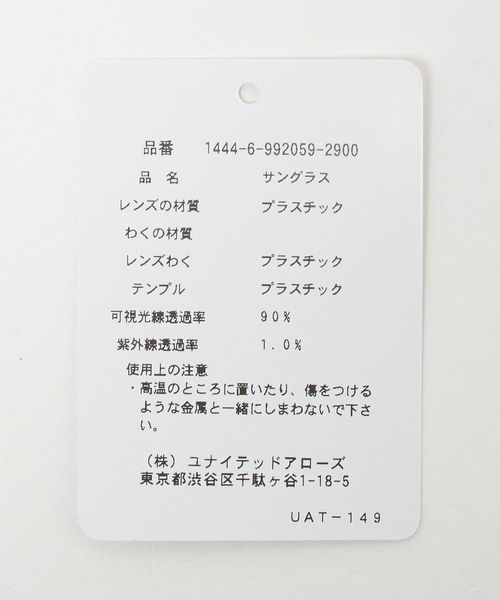 品番 1444-6-992059-2900
品 名 サングラス
レンズの材質 プラスチック
わくの材質
レンズわく プラスチック
テンプル プラスチック
可視光線透過率 90%
紫外線透過率 1.0%
使用上の注意
・高温のところに置いたり、傷をつける
ような金属と一緒にしまわないで下さ
い。
（株） ユナイテッドアローズ
東京都渋谷区千駄ヶ谷1-18-5
UAT-149